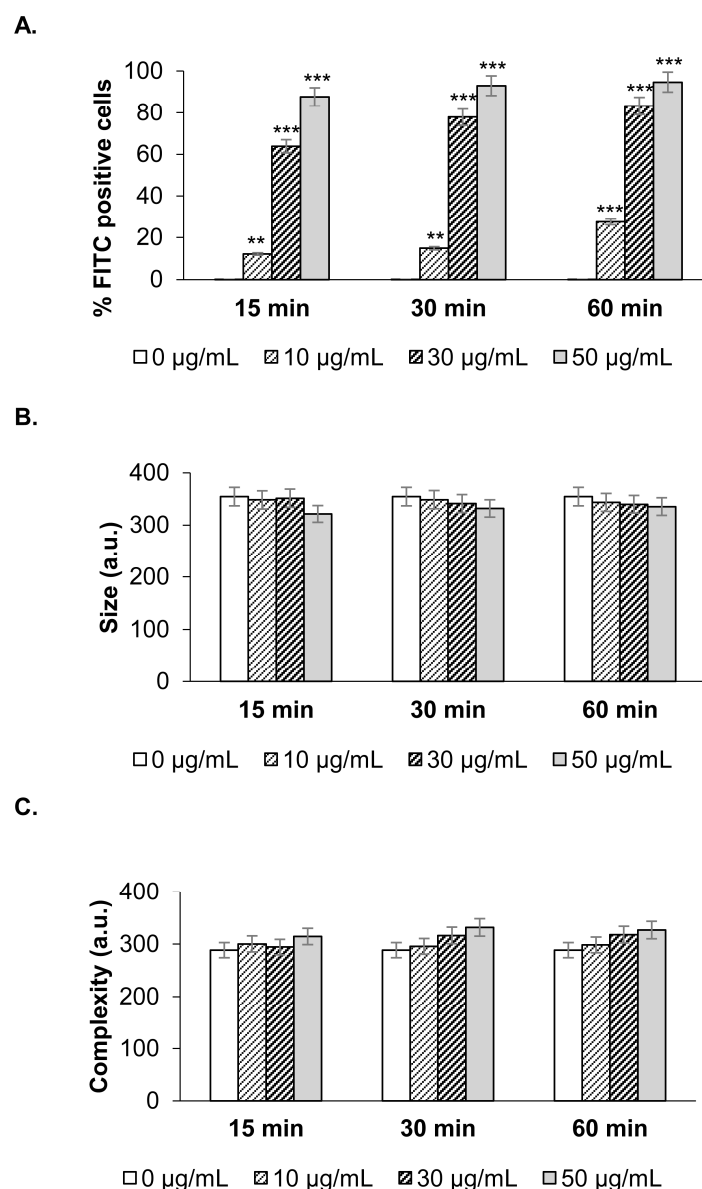 A.
% FITC positive cells
100
80
60
40
20
0
** *** ***
** *** ***
*** *** ***
15 min 30 min 60 min
0 µg/mL 10 µg/mL 30 µg/mL 50 µg/mL
B.
Size (a.u.)
400
300
200
100
0
15 min 30 min 60 min
0 µg/mL 10 µg/mL 30 µg/mL 50 µg/mL
C.
Complexity (a.u.)
400
300
200
100
0
15 min 30 min 60 min
0 µg/mL 10 µg/mL 30 µg/mL 50 µg/mL